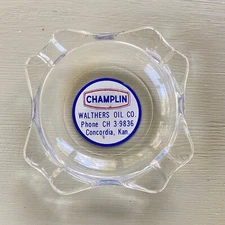 CHAMPLIN
WALTHERS OIL CO.
Phone CH 3-9836
Concordia, Kan